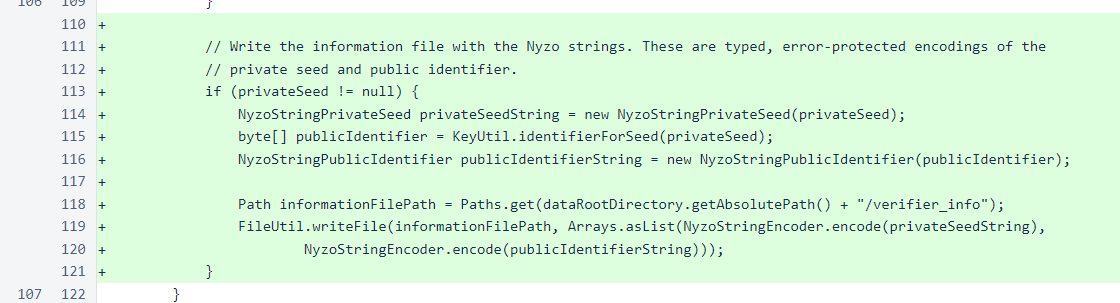 106 109 }
110 +
111 + // Write the information file with the Nyzo strings. These are typed, error-protected encodings of the
112 + // private seed and public identifier.
113 + if (privateSeed != null) {
114 + NyzoStringPrivateSeed privateSeedString = new NyzoStringPrivateSeed(privateSeed);
115 + byte[] publicIdentifier = KeyUtil.identifierForSeed(privateSeed);
116 + NyzoStringPublicIdentifier publicIdentifierString = new NyzoStringPublicIdentifier(publicIdentifier);
117 +
118 + Path informationFilePath = Paths.get(dataRootDirectory.getAbsolutePath() + "/verifier_info");
119 + FileUtil.writeFile(informationFilePath, Arrays.asList(NyzoStringEncoder.encode(privateSeedString),
120 + NyzoStringEncoder.encode(publicIdentifierString)));
121 + }
107 122 }